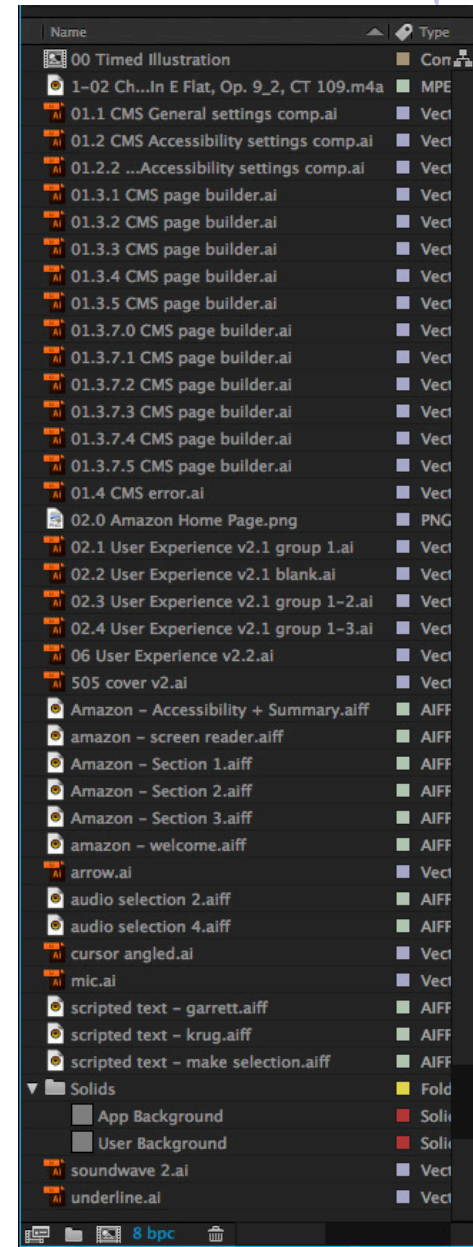 Name Type
00 Timed Illustration Com
1-02 Ch...In E Flat, Op. 9_2, CT 109.m4a MPE
01.1 CMS General settings comp.ai Vect
01.2 CMS Accessibility settings comp.ai Vect
01.2.2 ...Accessibility settings comp.ai Vect
01.3.1 CMS page builder.ai Vect
01.3.2 CMS page builder.ai Vect
01.3.3 CMS page builder.ai Vect
01.3.4 CMS page builder.ai Vect
01.3.5 CMS page builder.ai Vect
01.3.7.0 CMS page builder.ai Vect
01.3.7.1 CMS page builder.ai Vect
01.3.7.2 CMS page builder.ai Vect
01.3.7.3 CMS page builder.ai Vect
01.3.7.4 CMS page builder.ai Vect
01.3.7.5 CMS page builder.ai Vect
01.4 CMS error.ai Vect
02.0 Amazon Home Page.png PNG
02.1 User Experience v2.1 group 1.ai Vect
02.2 User Experience v2.1 blank.ai Vect
02.3 User Experience v2.1 group 1-2.ai Vect
02.4 User Experience v2.1 group 1-3.ai Vect
06 User Experience v2.2.ai Vect
505 cover v2.ai Vect
Amazon - Accessibility + Summary.aiff AIFF
amazon - screen reader.aiff AIFF
Amazon - Section 1.aiff AIFF
Amazon - Section 2.aiff AIFF
Amazon - Section 3.aiff AIFF
amazon - welcome.aiff AIFF
arrow.ai Vect
audio selection 2.aiff AIFF
audio selection 4.aiff AIFF
cursor angled.ai Vect
mic.ai Vect
scripted text - garrett.aiff AIFF
scripted text - krug.aiff AIFF
scripted text - make selection.aiff AIFF
Solids Fold
App Background Solid
User Background Solid
soundwave 2.ai Vect
underline.ai Vect
8 bpc